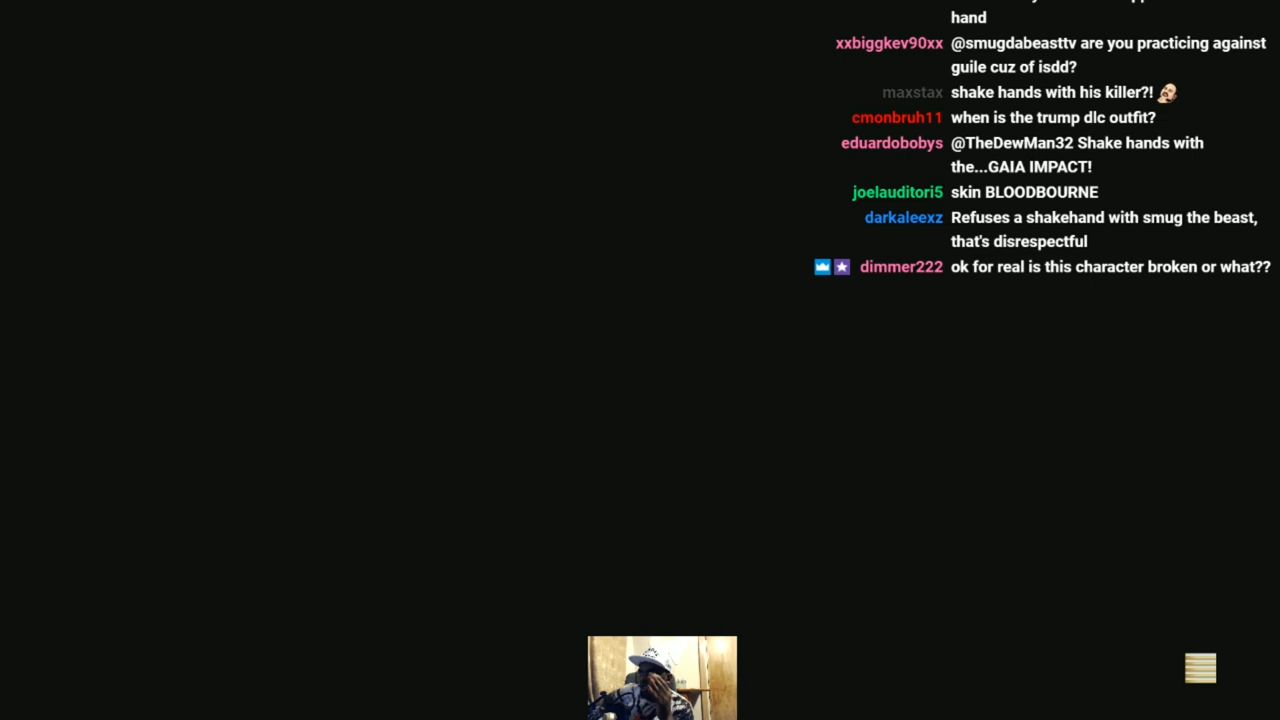 hand
xxbiggkev90xx @smugdabeasttv are you practicing against
guile cuz of isdd?
maxstax shake hands with his killer?!
cmonbruh11 when is the trump dlc outfit?
eduardobobys @TheDewMan32 Shake hands with
the...GAIA IMPACT!
joelauditori5 skin BLOODBOURNE
darkaleexz Refuses a shakehand with smug the beast,
that's disrespectful
dimmer222 ok for real is this character broken or what??